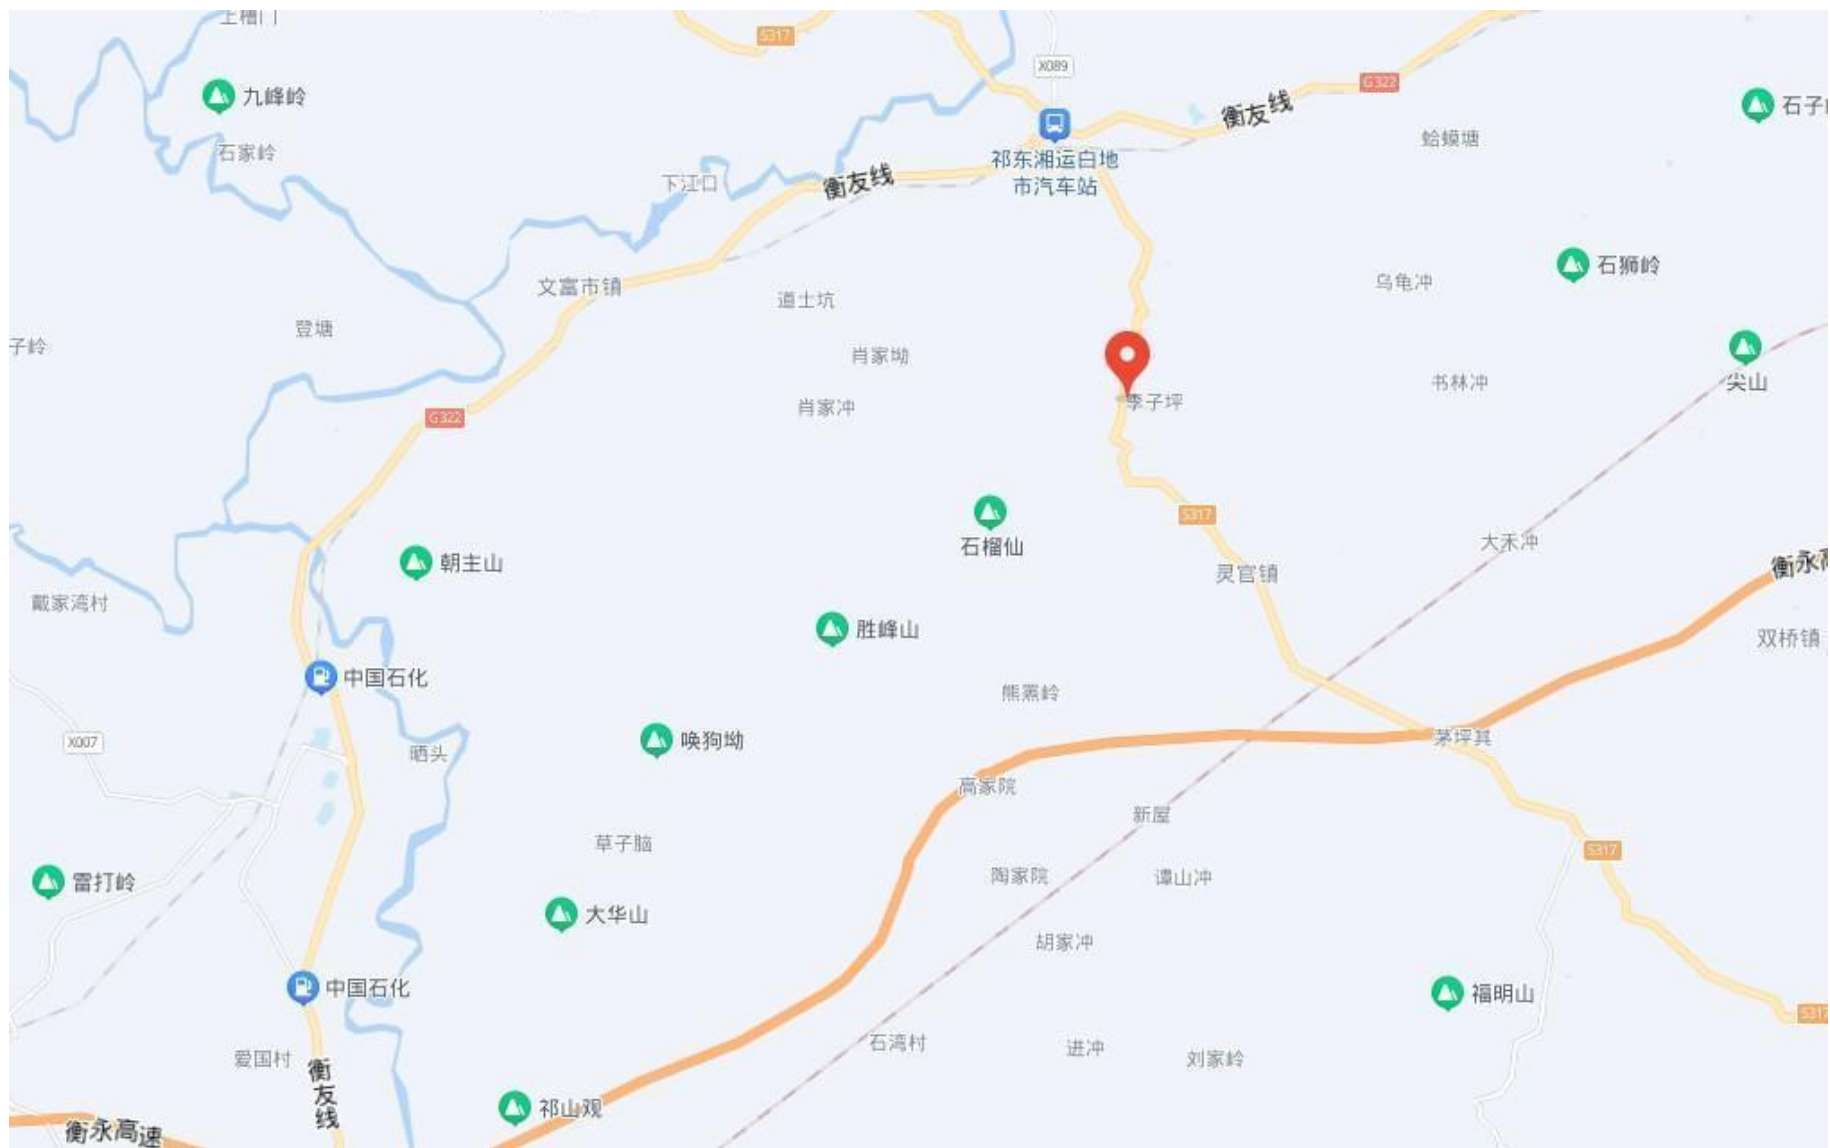 上槽门
S317
X089
九峰岭
G322
衡友线
石子
蛤蟆塘
石家岭
祁东湘运白地
市汽车站
下江口
衡友线
石狮岭
乌龟冲
文富市镇
道士坑
登塘
子岭
肖家坳
尖山
书林冲
肖家冲
李子坪
G322
S317
石榴仙
大禾冲
朝主山
衡永高
灵官镇
戴家湾村
胜峰山
双桥镇
中国石化
熊罴岭
X007
唤狗坳
茅坪其
晒头
高家院
新屋
草子脑
S317
雷打岭
陶家院
谭山冲
大华山
胡家冲
中国石化
福明山
S317
石湾村
进冲
刘家岭
爱国村
衡友线
祁山观
衡永高速